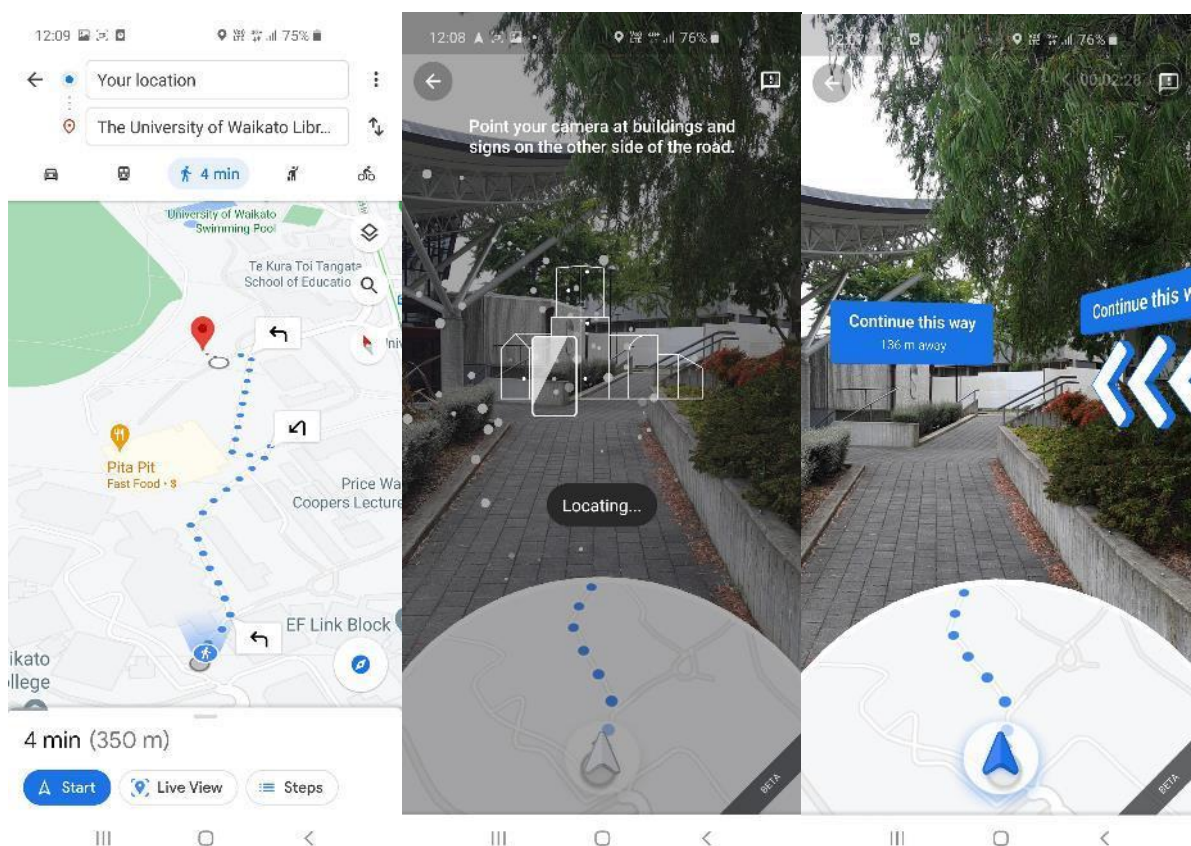 12:09
75%
Your location
The University of Waikato Libr...
4 min
University of Waikato
Swimming Pool
Te Kura Toi Tangata
School of Educatio
Pita Pit
Fast Food · $
Price Wa
Coopers Lecture
EF Link Block
ikato
llege
4 min (350 m)
Start
Live View
Steps
12:08
76%
Point your camera at buildings and
signs on the other side of the road.
Locating...
BETA
12:07
76%
00:02:28
Continue this way
136 m away
Continue this w
BETA